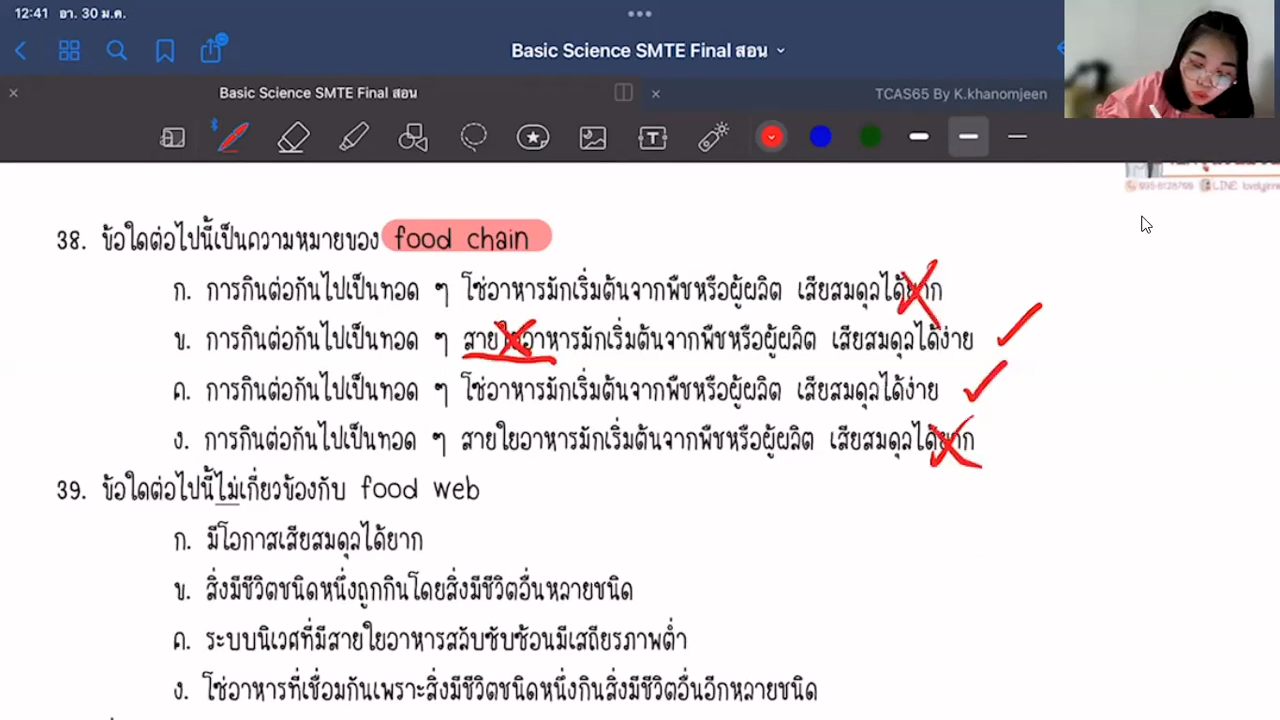 12:41 อา. 30 ม.ค.
Basic Science SMTE Final สอน
Basic Science SMTE Final สอน
TCAS65 By K.khanomjeen
38. ข้อใดต่อไปนี้เป็นความหมายของ food chain
ก. การกินต่อกันไปเป็นทอด ๆ โซ่อาหารมักเริ่มต้นจากพืชหรือผู้ผลิต เสียสมดุลได้ยาก
ข. การกินต่อกันไปเป็นทอด ๆ สายใยอาหารมักเริ่มต้นจากพืชหรือผู้ผลิต เสียสมดุลได้ง่าย
ค. การกินต่อกันไปเป็นทอด ๆ โซ่อาหารมักเริ่มต้นจากพืชหรือผู้ผลิต เสียสมดุลได้ง่าย
ง. การกินต่อกันไปเป็นทอด ๆ สายใยอาหารมักเริ่มต้นจากพืชหรือผู้ผลิต เสียสมดุลได้ยาก
39. ข้อใดต่อไปนี้ไม่เกี่ยวข้องกับ food web
ก. มีโอกาสเสียสมดุลได้ยาก
ข. สิ่งมีชีวิตชนิดหนึ่งถูกกินโดยสิ่งมีชีวิตอื่นหลายชนิด
ค. ระบบนิเวศที่มีสายใยอาหารสลับซับซ้อนมีเสถียรภาพต่ำ
ง. โซ่อาหารที่เชื่อมกันเพราะสิ่งมีชีวิตชนิดหนึ่งกินสิ่งมีชีวิตอื่นอีกหลายชนิด